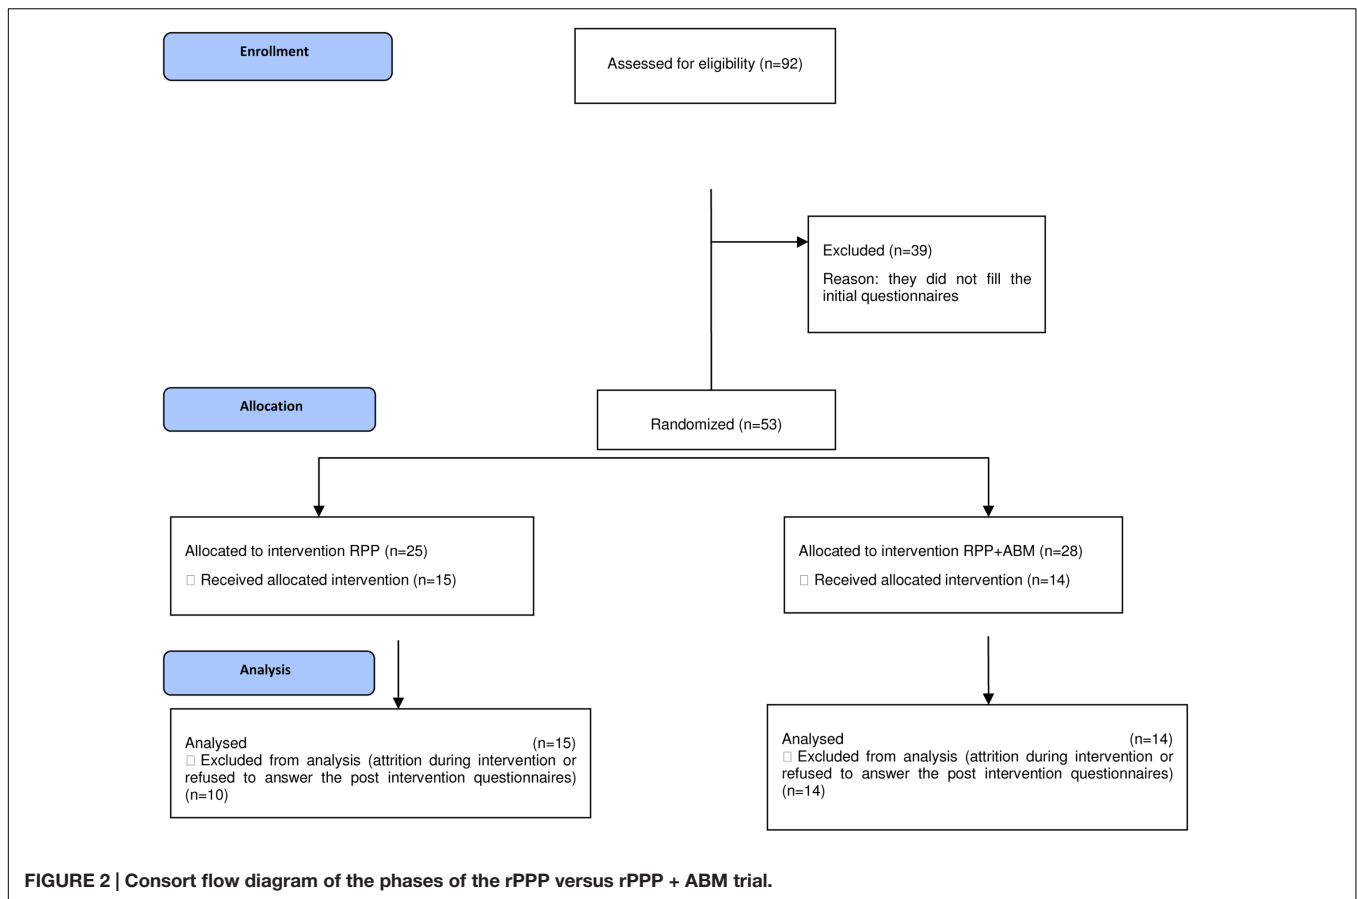 Enrollment
Assessed for eligibility (n=92)
Excluded (n=39)
Reason: they did not fill the
initial questionnaires
Allocation
Randomized (n=53)
Allocated to intervention RPP (n=25)
□ Received allocated intervention (n=15)
Allocated to intervention RPP+ABM (n=28)
□ Received allocated intervention (n=14)
Analysis
Analysed (n=15)
□ Excluded from analysis (attrition during intervention or
refused to answer the post intervention questionnaires)
(n=10)
Analysed (n=14)
□ Excluded from analysis (attrition during intervention or
refused to answer the post intervention questionnaires)
(n=14)
FIGURE 2 | Consort flow diagram of the phases of the rPPP versus rPPP + ABM trial.